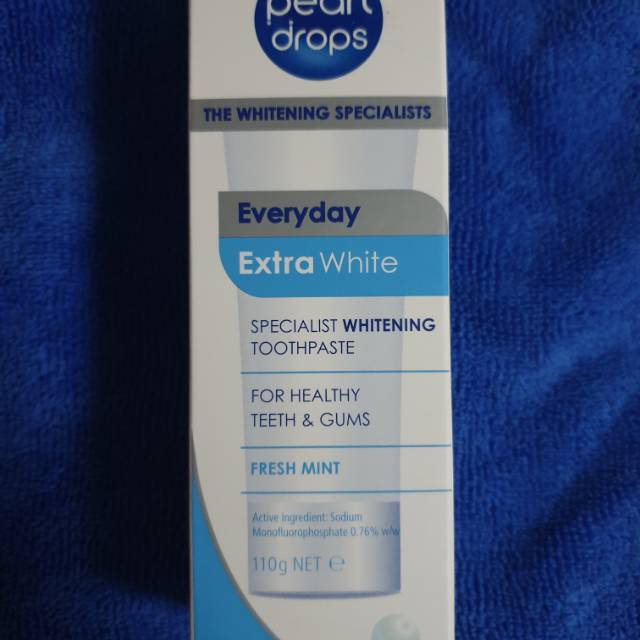 pearl
drops
THE WHITENING SPECIALISTS
Everyday
Extra White
SPECIALIST WHITENING
TOOTHPASTE
FOR HEALTHY
TEETH & GUMS
FRESH MINT
Active Ingredient: Sodium
Monofluorophosphate 0.76% w/w
110g NET ℮